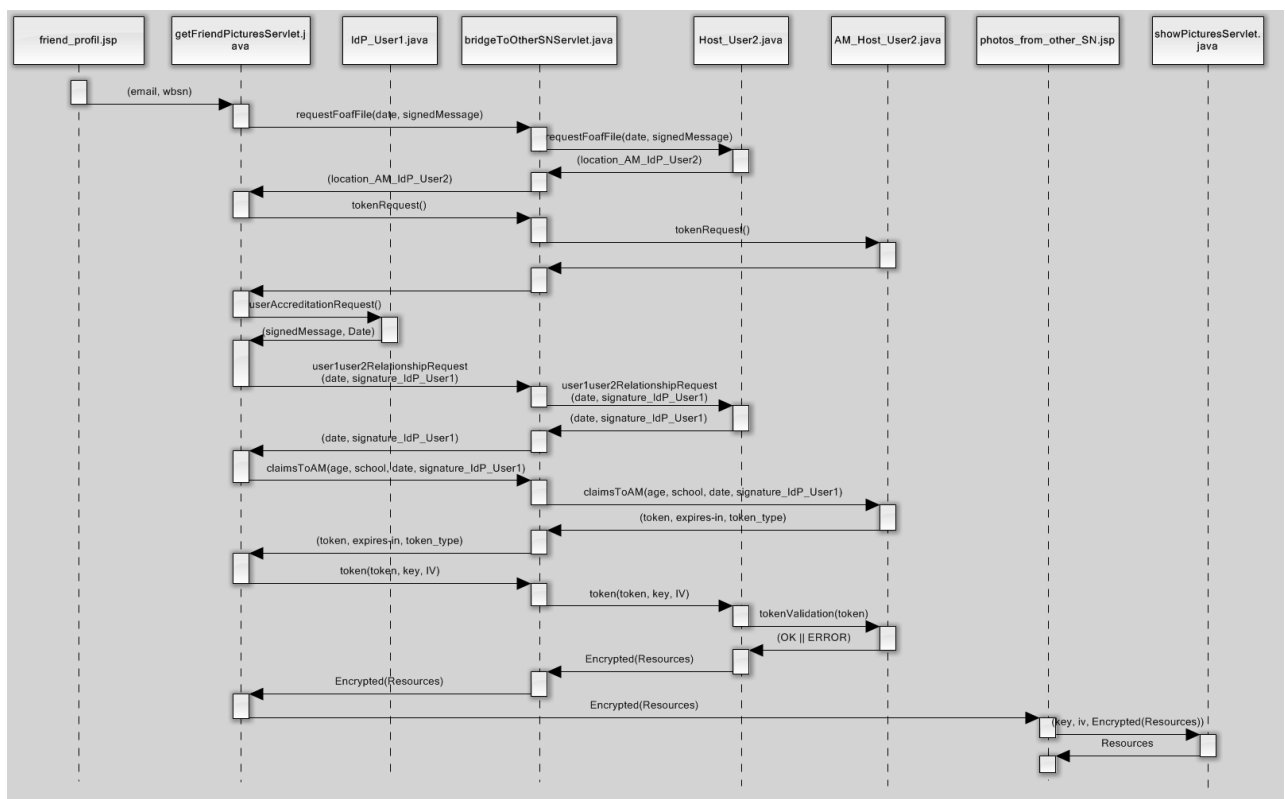 friend_profil.jsp
getFriendPicturesServlet.j
ava
IdP_User1.java
bridgeToOtherSNServlet.java
Host_User2.java
AM_Host_User2.java
photos_from_other_SN.jsp
showPicturesServlet.
java
(email, wbsn)
requestFoafFile(date, signedMessage)
requestFoafFile(date, signedMessage)
(location_AM_IdP_User2)
(location_AM_IdP_User2)
tokenRequest()
tokenRequest()
userAccreditationRequest()
(signedMessage, Date)
user1user2RelationshipRequest
(date, signature_IdP_User1)
user1user2RelationshipRequest
(date, signature_IdP_User1)
(date, signature_IdP_User1)
(date, signature_IdP_User1)
claimsToAM(age, school, date, signature_IdP_User1)
claimsToAM(age, school, date, signature_IdP_User1)
(token, expires-in, token_type)
(token, expires-in, token_type)
token(token, key, IV)
token(token, key, IV)
tokenValidation(token)
(OK || ERROR)
Encrypted(Resources)
Encrypted(Resources)
Encrypted(Resources)
(key, iv, Encrypted(Resources))
Resources